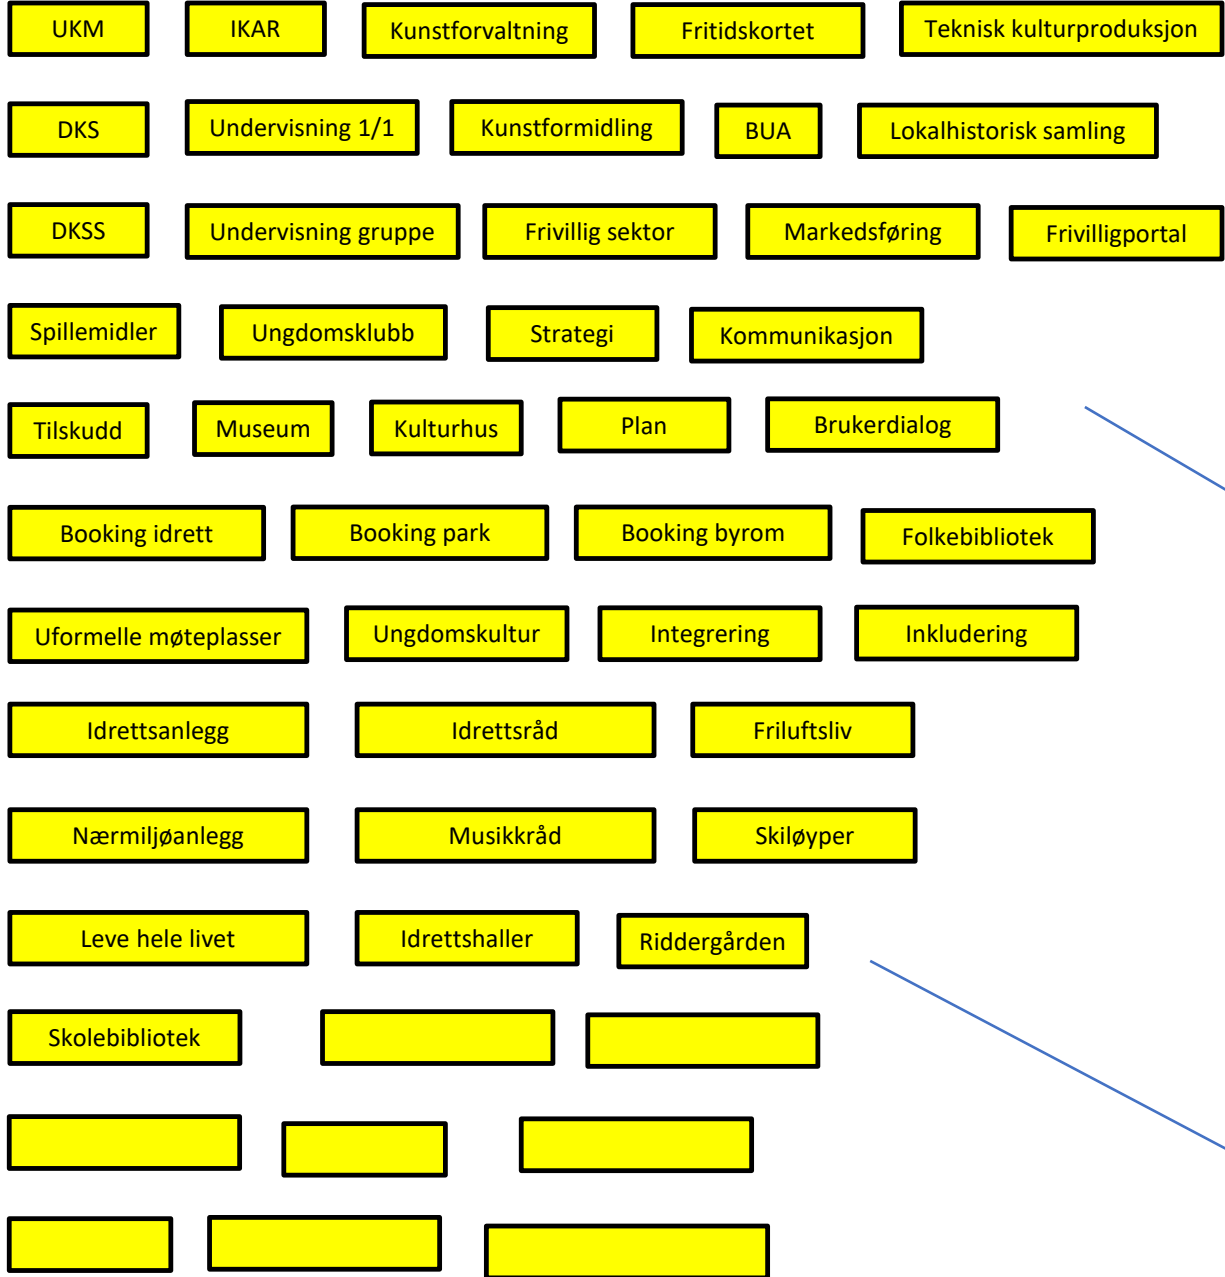 UKM IKAR Kunstforvaltning Fritidskortet Teknisk kulturproduksjon
DKS Undervisning 1/1 Kunstformidling BUA Lokalhistorisk samling
DKSS Undervisning gruppe Frivillig sektor Markedsføring Frivilligportal
Spillemidler Ungdomsklubb Strategi Kommunikasjon
Tilskudd Museum Kulturhus Plan Brukerdialog
Booking idrett Booking park Booking byrom Folkebibliotek
Uformelle møteplasser Ungdomskultur Integrering Inkludering
Idrettsanlegg Idrettsråd Friluftsliv
Nærmiljøanlegg Musikkråd Skiløyper
Leve hele livet Idrettshaller Riddergården
Skolebibliotek